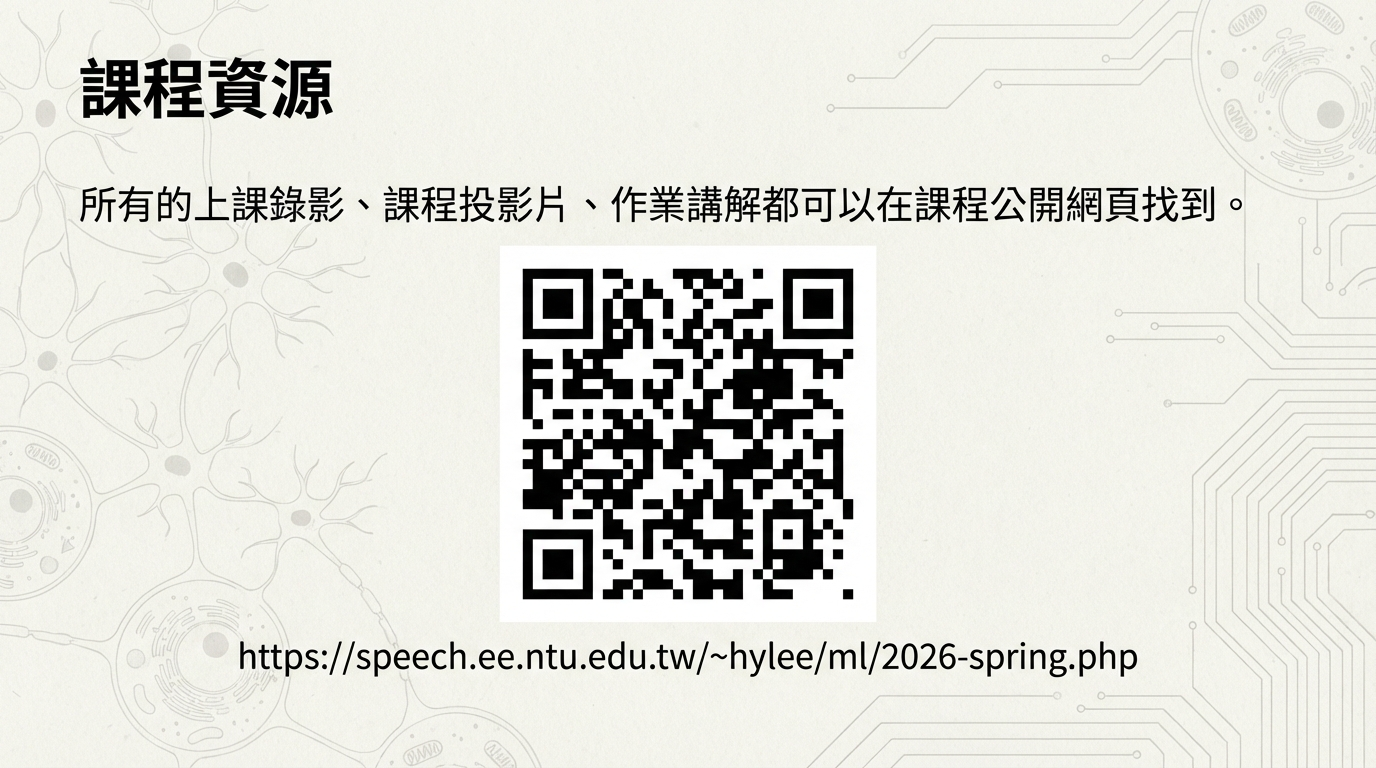 課程資源
所有的上課錄影、課程投影片、作業講解都可以在課程公開網頁找到。
https://speech.ee.ntu.edu.tw/~hylee/ml/2026-spring.php